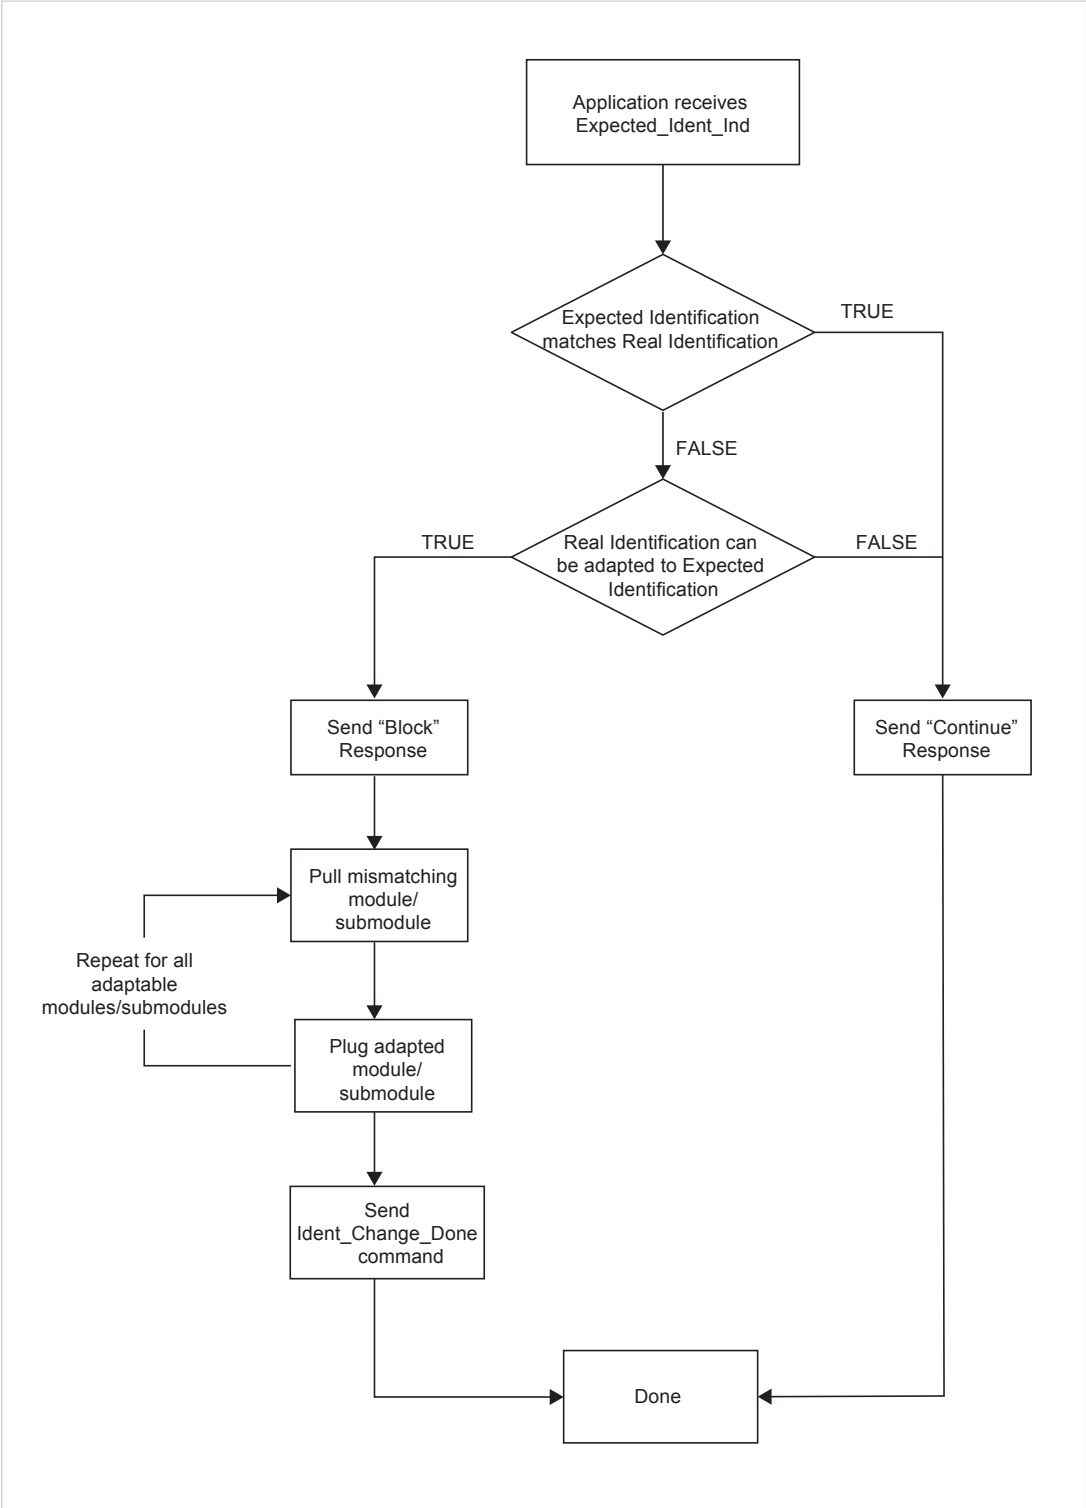 Application receives
Expected_Ident_Ind
Expected Identification
matches Real Identification
TRUE
FALSE
TRUE
Real Identification can
be adapted to Expected
Identification
FALSE
Send “Block”
Response
Send “Continue”
Response
Pull mismatching
module/
submodule
Repeat for all
adaptable
modules/submodules
Plug adapted
module/
submodule
Send
Ident_Change_Done
command
Done